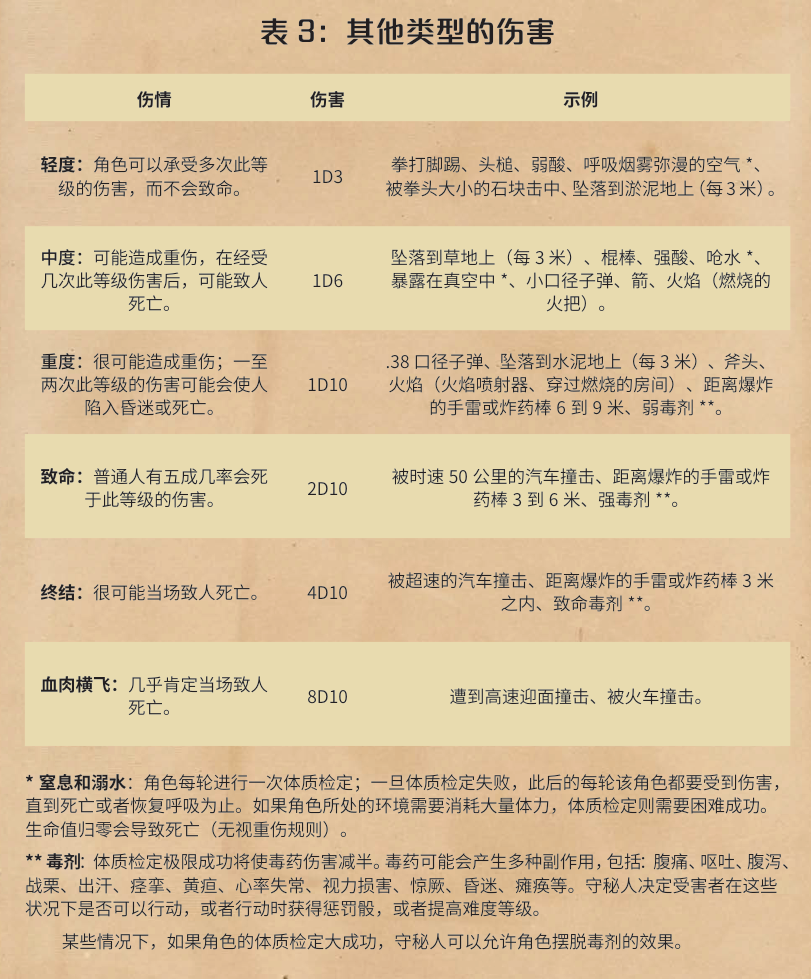 表 3：其他类型的伤害
伤情 伤害 示例
轻度：角色可以承受多次此等
级的伤害，而不会致命。
1D3
拳打脚踢、头槌、弱酸、呼吸烟雾弥漫的空气 *、
被拳头大小的石块击中、坠落到淤泥地上（每 3 米）。
中度：可能造成重伤，在经受
几次此等级伤害后，可能致人
死亡。
1D6
坠落到草地上（每 3 米）、棍棒、强酸、呛水 *、
暴露在真空中 *、小口径子弹、箭、火焰（燃烧的
火把）。
重度：很可能造成重伤；一至
两次此等级的伤害可能会使人
陷入昏迷或死亡。
1D10
.38 口径子弹、坠落到水泥地上（每 3 米）、斧头、
火焰（火焰喷射器、穿过燃烧的房间）、距离爆炸
的手雷或炸药棒 6 到 9 米、弱毒剂 **。
致命：普通人有五成几率会死
于此等级的伤害。
2D10
被时速 50 公里的汽车撞击、距离爆炸的手雷或炸
药棒 3 到 6 米、强毒剂 **。
终结：很可能当场致人死亡。
4D10
被超速的汽车撞击、距离爆炸的手雷或炸药棒 3 米
之内、致命毒剂 **。
血肉横飞：几乎肯定当场致人
死亡。
8D10
遭到高速迎面撞击、被火车撞击。
* 窒息和溺水：角色每轮进行一次体质检定；一旦体质检定失败，此后的每轮该角色都要受到伤害，
直到死亡或者恢复呼吸为止。如果角色所处的环境需要消耗大量体力，体质检定则需要困难成功。
生命值归零会导致死亡（无视重伤规则）。
** 毒剂：体质检定极限成功将使毒药伤害减半。毒药可能会产生多种副作用，包括：腹痛、呕吐、腹泻、
战栗、出汗、痉挛、黄疸、心率失常、视力损害、惊厥、昏迷、瘫痪等。守秘人决定受害者在这些
状况下是否可以行动，或者行动时获得惩罚骰，或者提高难度等级。
某些情况下，如果角色的体质检定大成功，守秘人可以允许角色摆脱毒剂的效果。